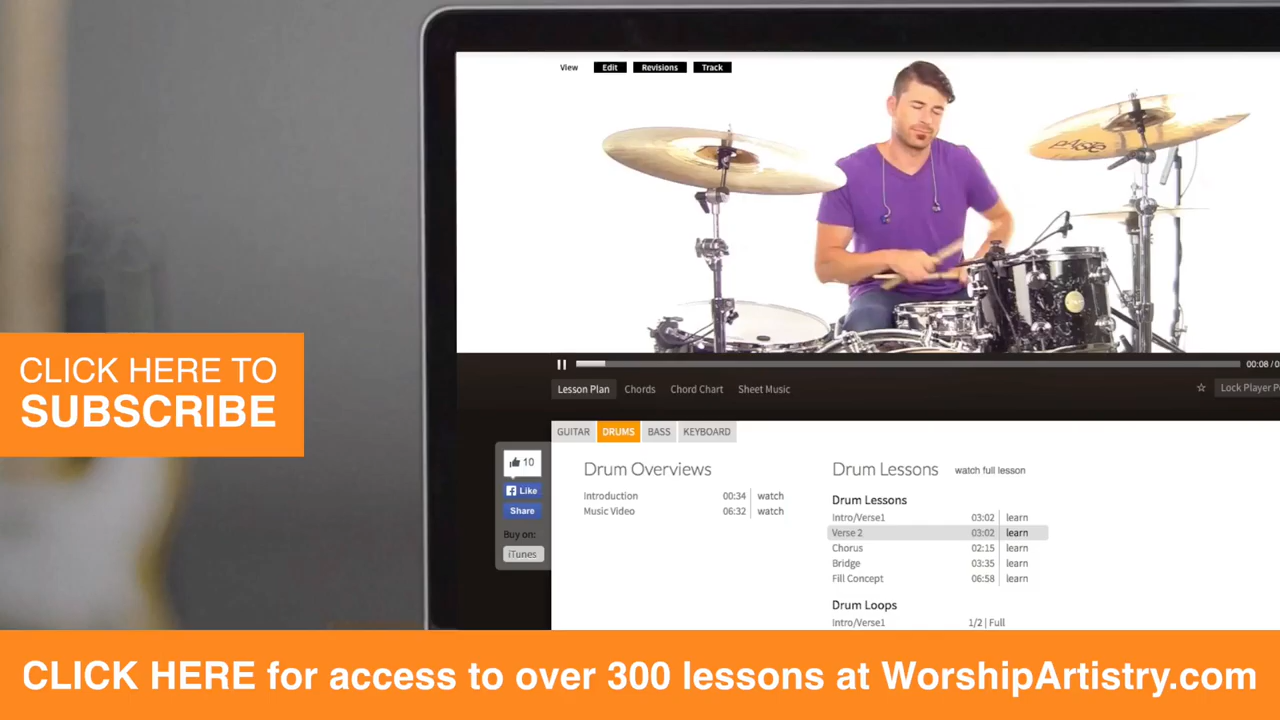 View Edit Revisions Track
CLICK HERE TO
SUBSCRIBE
00:06
Lesson Plan Chords Chord Chart Sheet Music
Lock Player
GUITAR DRUMS BASS KEYBOARD
10
Like
Share
Buy on:
iTunes
Drum Overviews
Introduction 00:34 watch
Music Video 06:32 watch
Drum Lessons watch full lesson
Drum Lessons
Intro/Verse1 03:02 learn
Verse 2 03:02 learn
Chorus 02:15 learn
Bridge 03:35 learn
Fill Concept 06:58 learn
Drum Loops
Intro/Verse1 1/2 | Full
CLICK HERE for access to over 300 lessons at WorshipArtistry.com